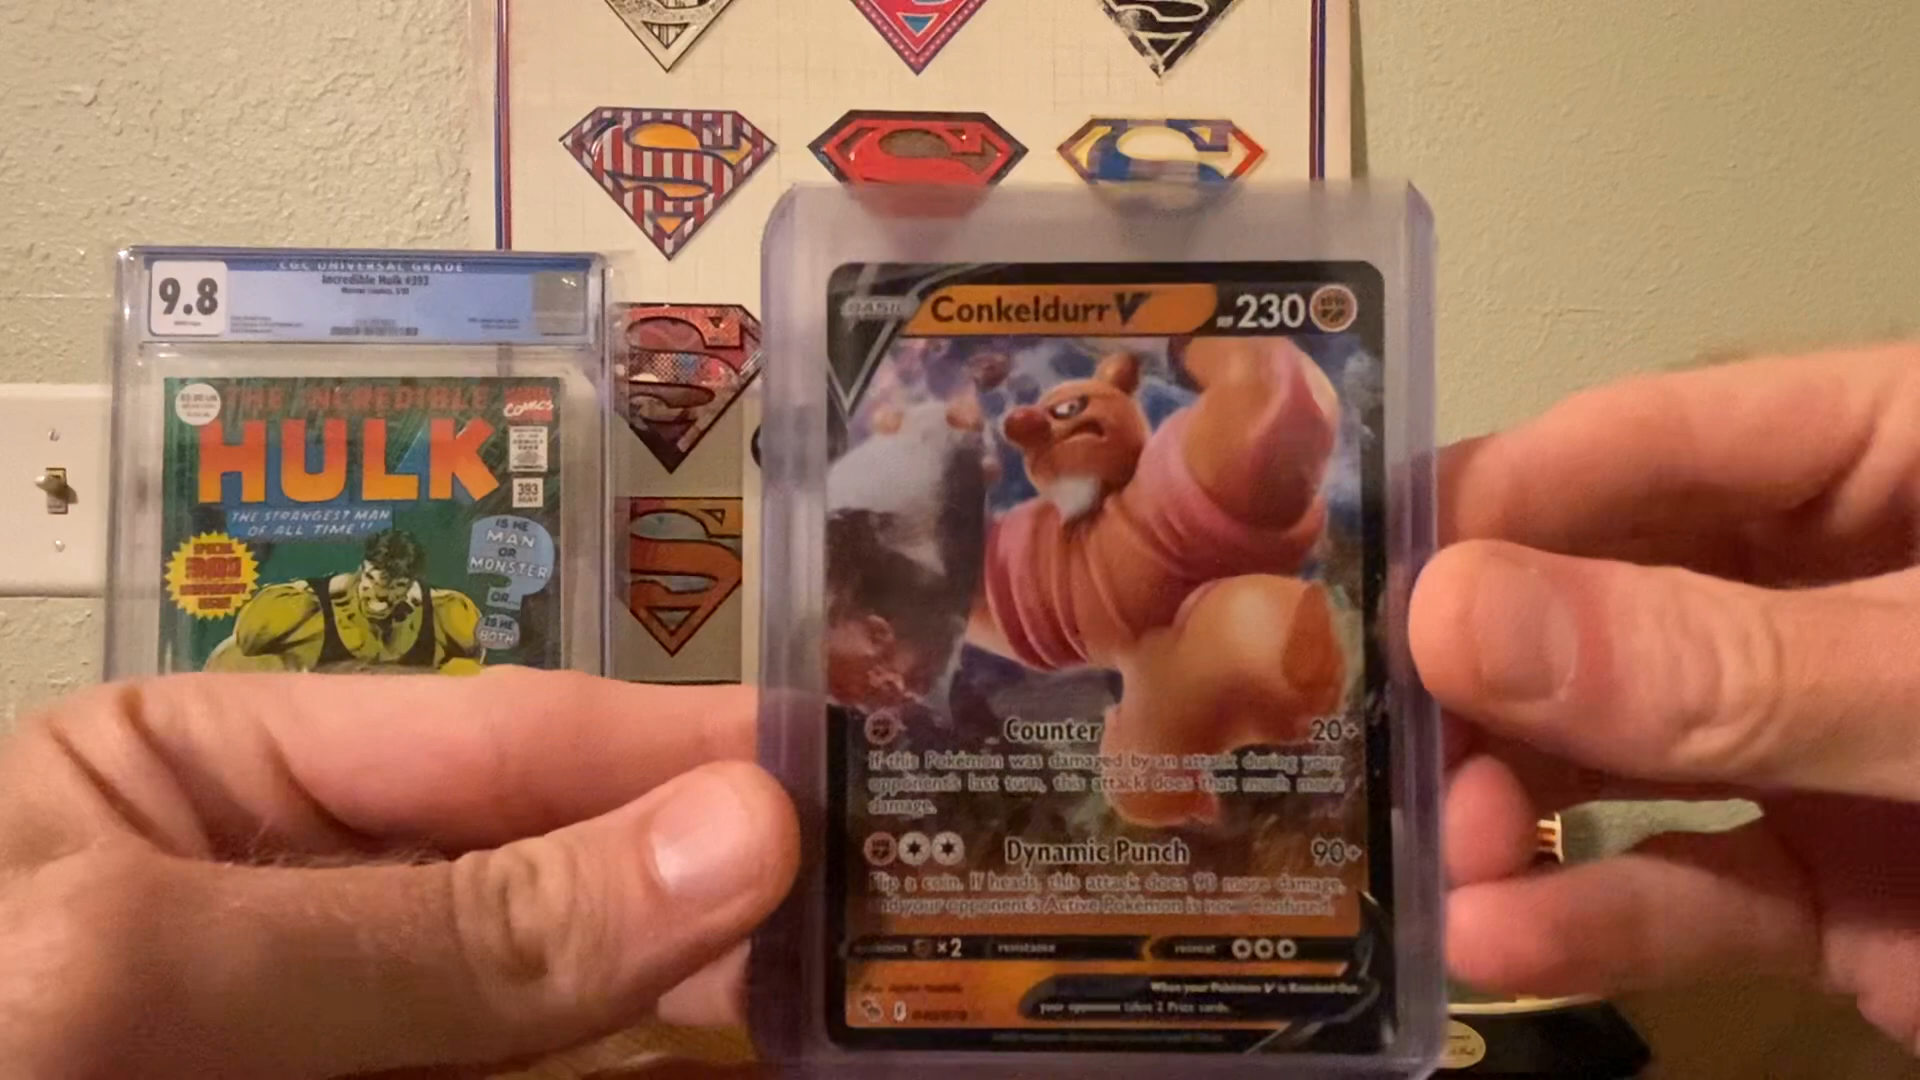 CGC UNIVERSAL GRADE
9.8
Incredible Hulk #393
THE INCREDIBLE
HULK
MARVEL
COMICS
393
MAY
THE STRANGEST MAN
OF ALL TIME!!
SPECIAL
IS HE
MAN
OR
MONSTER
OR...
IS HE
BOTH
?
BASIC
Conkeldurr V
HP 230
Counter 20+
If this Pokémon was damaged by an attack during your
opponent's last turn, this attack does that much more
damage.
Dynamic Punch 90+
Flip a coin. If heads, this attack does 90 more damage,
and your opponent's Active Pokémon is now Confused.
weakness ×2 resistance retreat
When your Pokémon V is Knocked Out,
your opponent takes 2 Prize cards.